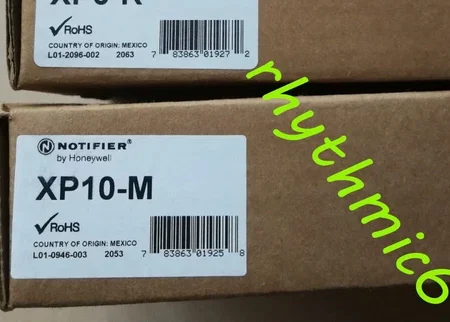 XP6-R
✓RoHS
COUNTRY OF ORIGIN: MEXICO
L01-2096-002 2063 7 83863 01927 2
NOTIFIER®
by Honeywell
XP10-M
✓RoHS
COUNTRY OF ORIGIN: MEXICO
L01-0946-003 2053 7 83863 01925 8
rhythmic6